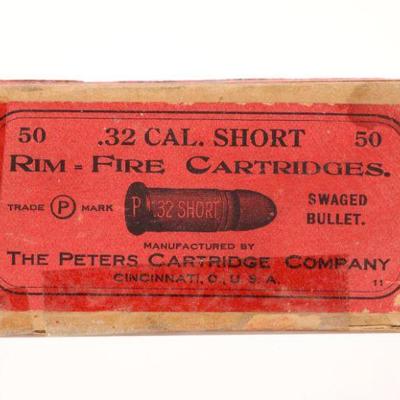 50 .32 CAL. SHORT 50
RIM = FIRE CARTRIDGES.
TRADE P MARK P .32 SHORT SWAGED
BULLET.
MANUFACTURED BY
THE PETERS CARTRIDGE COMPANY
CINCINNATI, O., U. S. A.
11